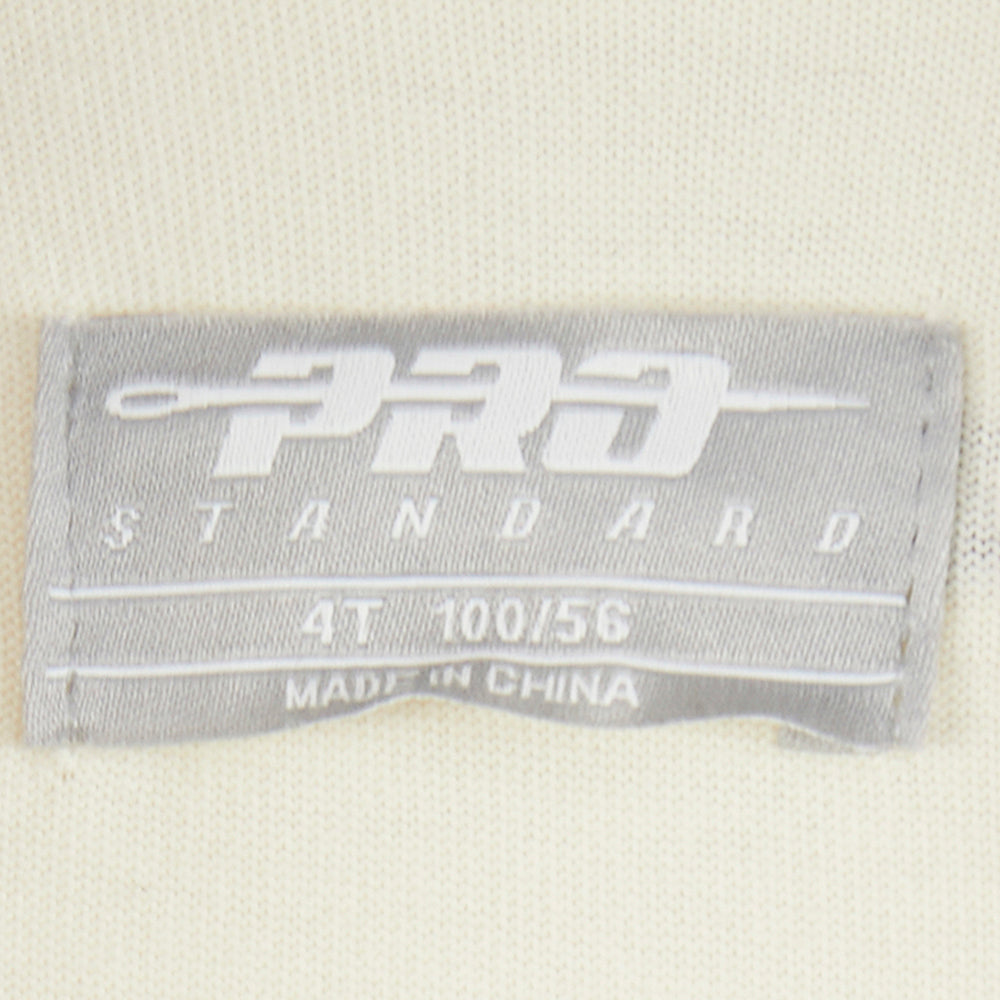 PRO
STANDARD
4T 100/56
MADE IN CHINA